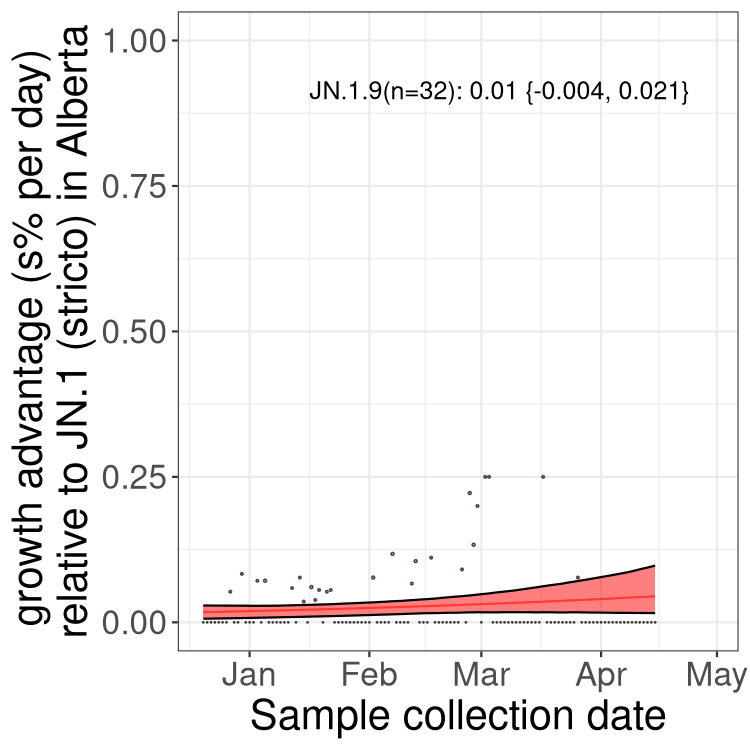 growth advantage (s% per day)
relative to JN.1 (stricto) in Alberta
1.00
0.75
0.50
0.25
0.00
JN.1.9(n=32): 0.01 {-0.004, 0.021}
Jan
Feb
Mar
Apr
May
Sample collection date